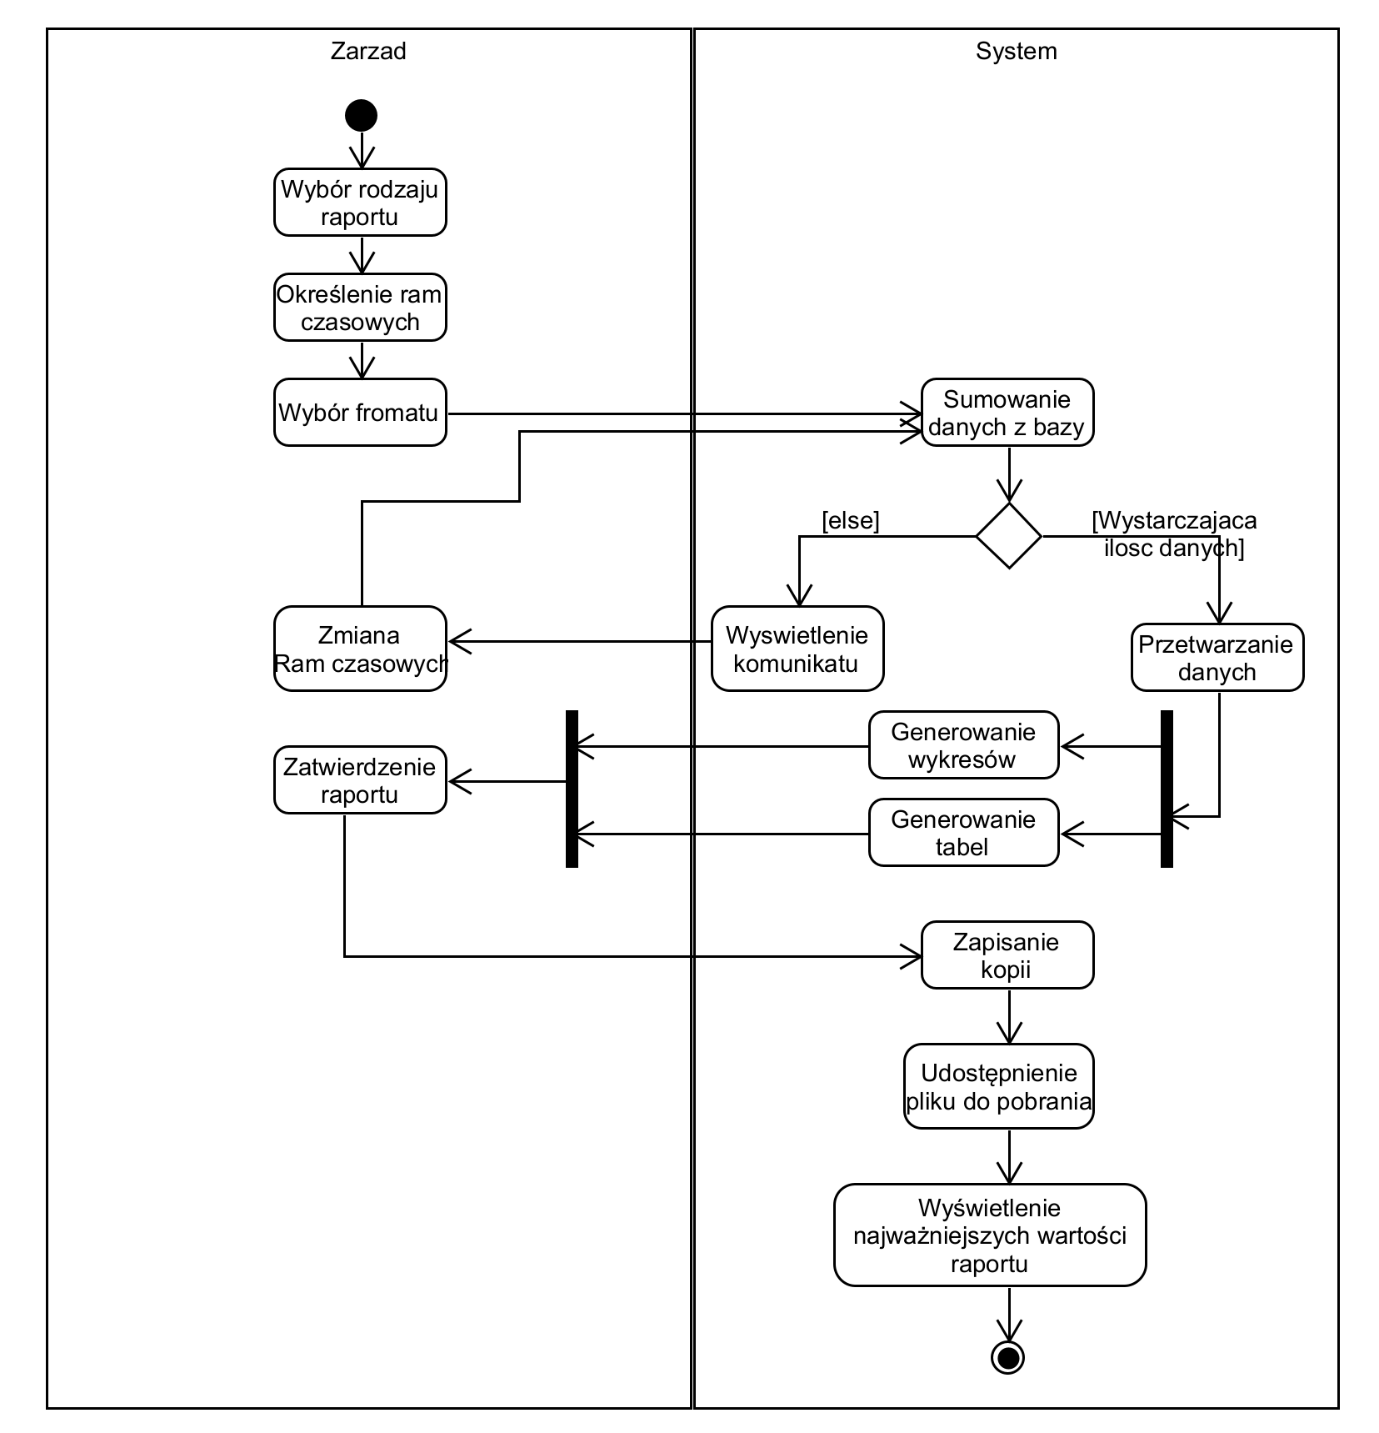 Zarzad
System
Wybór rodzaju
raportu
Określenie ram
czasowych
Wybór fromatu
Sumowanie
danych z bazy
[else]
[Wystarczajaca
ilosc danych]
Zmiana
Ram czasowych
Wyswietlenie
komunikatu
Przetwarzanie
danych
Generowanie
wykresów
Zatwierdzenie
raportu
Generowanie
tabel
Zapisanie
kopii
Udostępnienie
pliku do pobrania
Wyświetlenie
najważniejszych wartości
raportu